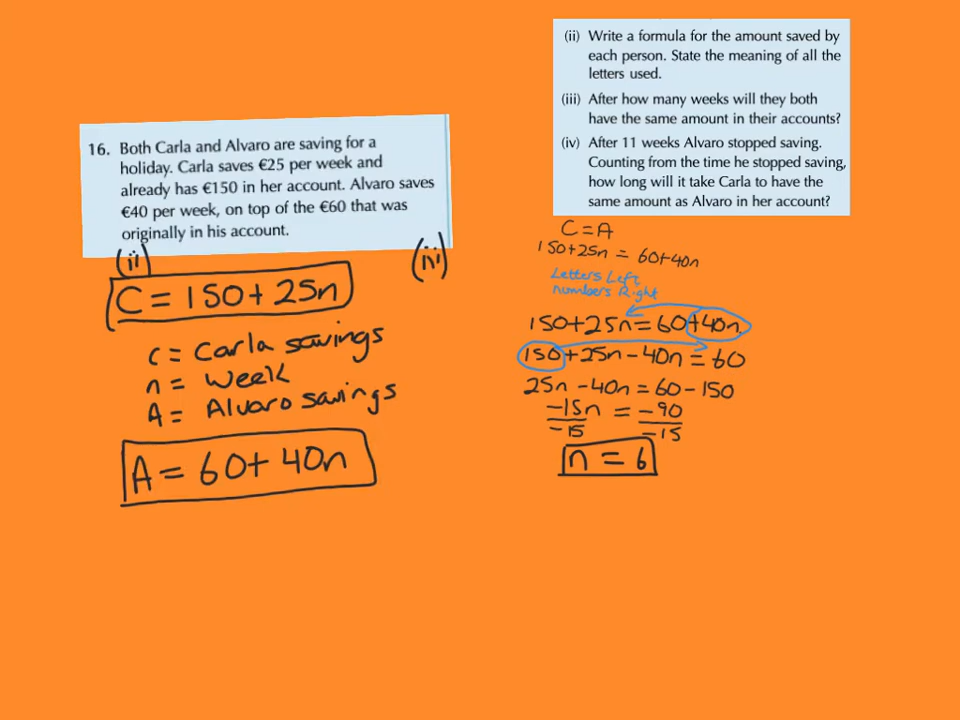 16. Both Carla and Alvaro are saving for a
holiday. Carla saves €25 per week and
already has €150 in her account. Alvaro saves
€40 per week, on top of the €60 that was
originally in his account.
(ii)
C = 150 + 25n
C = Carla savings
n = Week
A = Alvaro savings
A = 60 + 40n
(iv)
(ii) Write a formula for the amount saved by
each person. State the meaning of all the
letters used.
(iii) After how many weeks will they both
have the same amount in their accounts?
(iv) After 11 weeks Alvaro stopped saving.
Counting from the time he stopped saving,
how long will it take Carla to have the
same amount as Alvaro in her account?
C = A
150 + 25n = 60 + 40n
Letters Left
numbers Right
150 + 25n = 60 + 40n
150 + 25n - 40n = 60
25n - 40n = 60 - 150
-15n = -90
-15 -15
n = 6